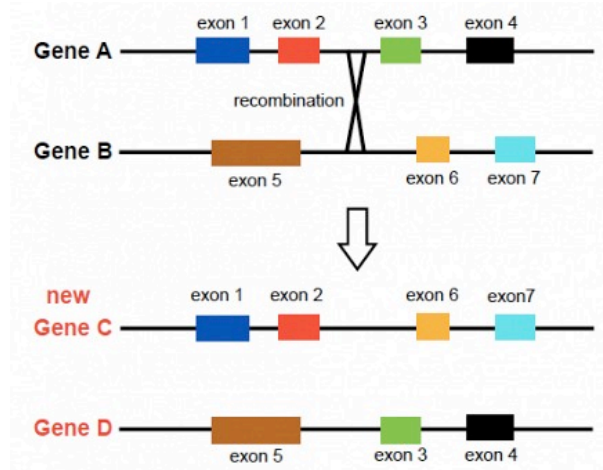 exon 1 exon 2 exon 3 exon 4
Gene A
recombination
Gene B
exon 5 exon 6 exon 7
new
exon 1 exon 2 exon 6 exon7
Gene C
Gene D
exon 5 exon 3 exon 4